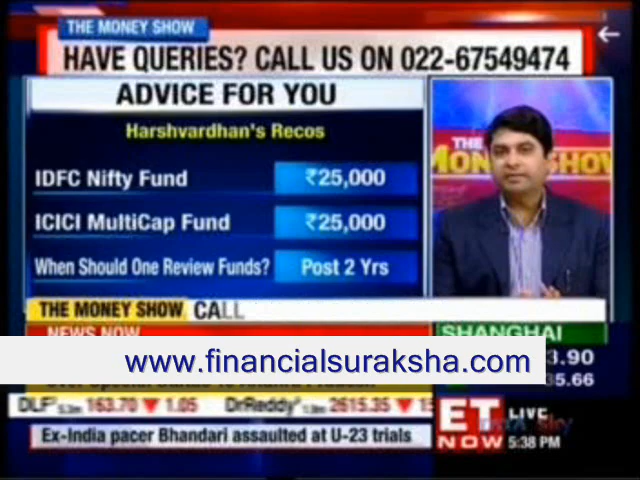 THE MONEY SHOW
HAVE QUERIES? CALL US ON 022-67549474
ADVICE FOR YOU
Harshvardhan's Recos
IDFC Nifty Fund ₹25,000
ICICI MultiCap Fund ₹25,000
When Should One Review Funds? Post 2 Yrs
THE
MONEY SHOW
THE MONEY SHOW CALL
NEWS NOW
SHANGHAI
www.financialsuraksha.com
3.90
35.66
DLF 163.70 ▼ 1.05 DrReddy 2615.35 ▼
ET NOW
LIVE
sky
5:38 PM
Ex-India pacer Bhandari assaulted at U-23 trials